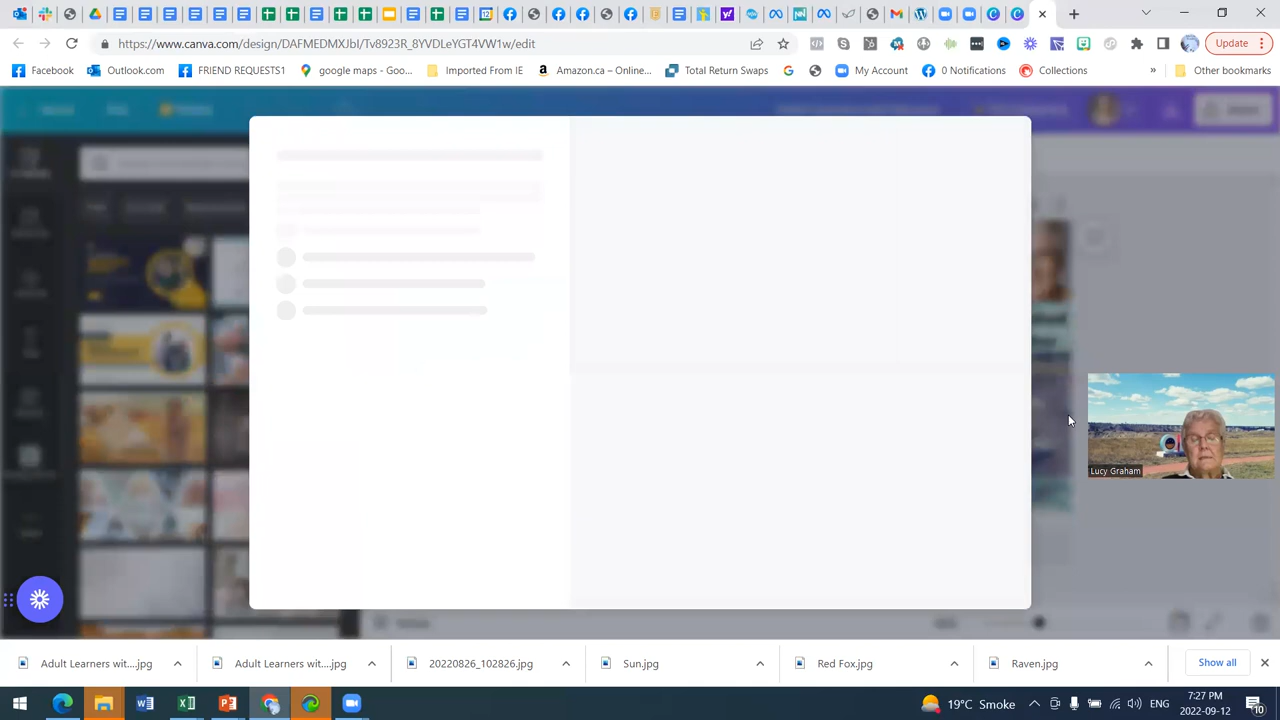 https://www.canva.com/design/DAFMEDMXJbI/Tv8823R_8YVDLeYGT4VW1w/edit
Update
Facebook
Outlook.com
FRIEND REQUESTS1
google maps - Goo...
Imported From IE
Amazon.ca – Online...
Total Return Swaps
My Account
0 Notifications
Collections
»
Other bookmarks
Lucy Graham
Adult Learners wit....jpg
Adult Learners wit....jpg
20220826_102826.jpg
Sun.jpg
Red Fox.jpg
Raven.jpg
Show all
19°C Smoke
ENG
7:27 PM
2022-09-12
10